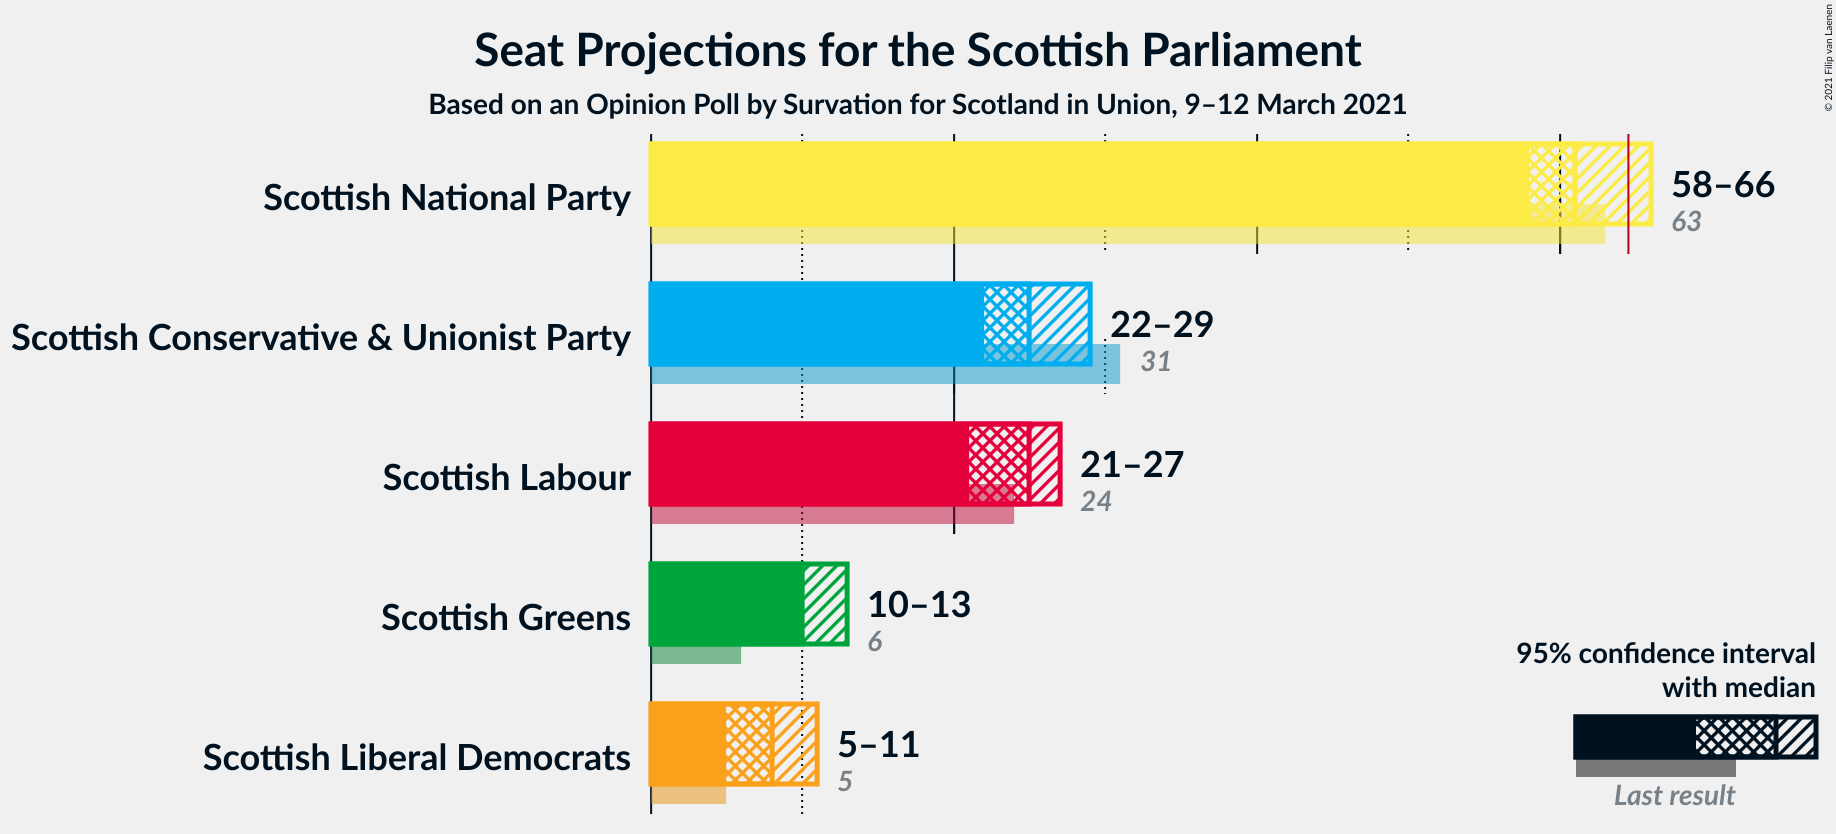 Seat Projections for the Scottish Parliament
Based on an Opinion Poll by Survation for Scotland in Union, 9–12 March 2021
© 2021 Filip van Laenen
Scottish National Party
58–66
63
Scottish Conservative & Unionist Party
22–29
31
Scottish Labour
21–27
24
Scottish Greens
10–13
6
Scottish Liberal Democrats
5–11
5
95% confidence interval
with median
Last result